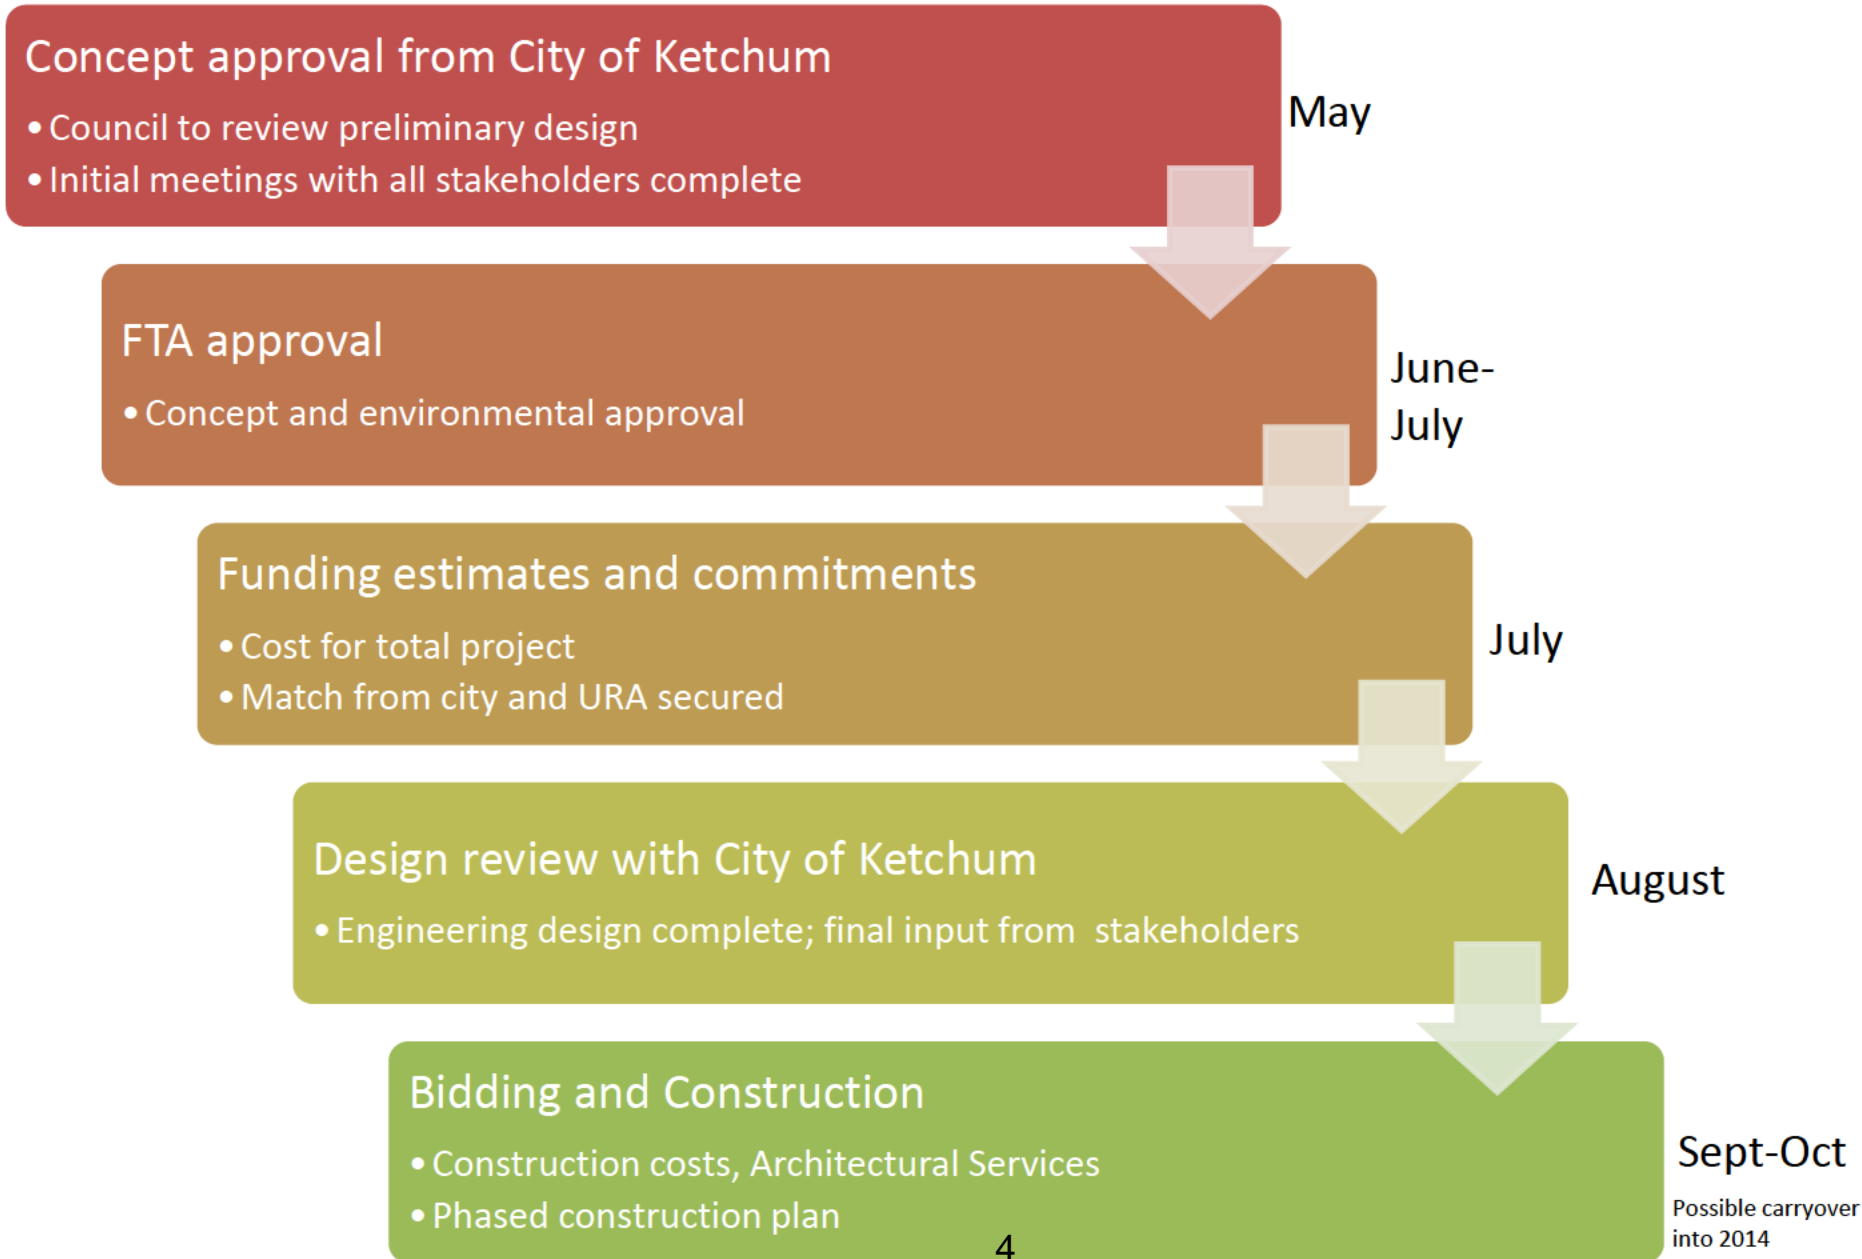 Concept approval from City of Ketchum
• Council to review preliminary design
• Initial meetings with all stakeholders complete
May
FTA approval
• Concept and environmental approval
June-
July
Funding estimates and commitments
• Cost for total project
• Match from city and URA secured
July
Design review with City of Ketchum
• Engineering design complete; final input from  stakeholders
August
Bidding and Construction
• Construction costs, Architectural Services
• Phased construction plan
Sept-Oct
Possible carryover
into 2014
4